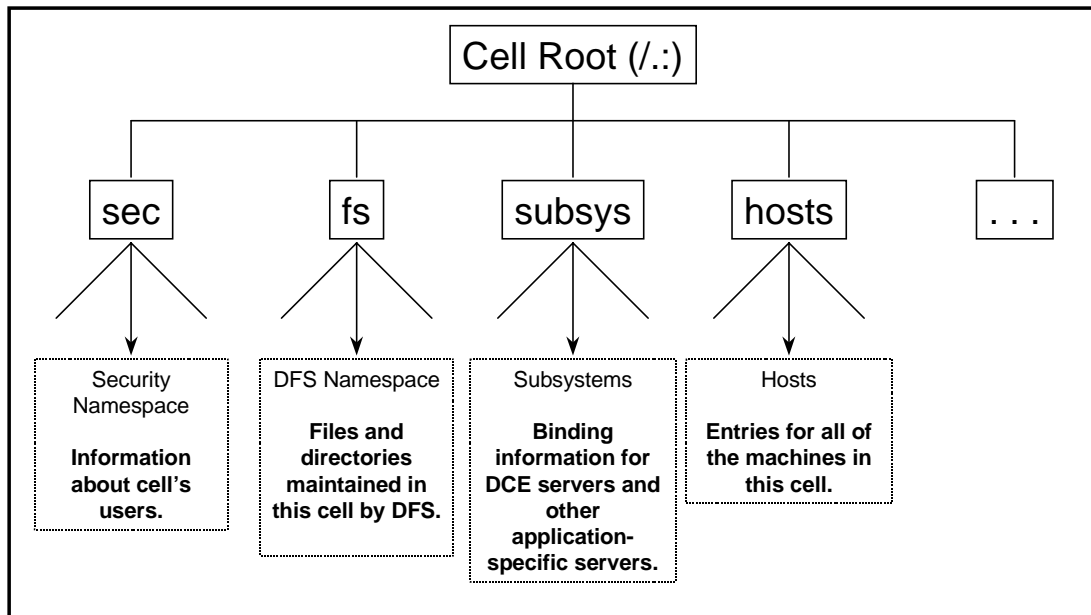 Cell Root (/.:)
sec
fs
subsys
hosts
. . .
Security
Namespace
Information
about cell's
users.
DFS Namespace
Files and
directories
maintained in
this cell by DFS.
Subsystems
Binding
information for
DCE servers and
other
application-
specific servers.
Hosts
Entries for all of
the machines in
this cell.